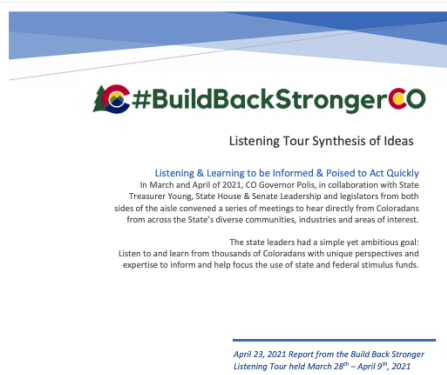 #BuildBackStrongerCO
Listening Tour Synthesis of Ideas
Listening & Learning to be Informed & Poised to Act Quickly
In March and April of 2021, CO Governor Polis, in collaboration with State
Treasurer Young, State House & Senate Leadership and legislators from both
sides of the aisle convened a series of meetings to hear directly from Coloradans
from across the State's diverse communities, industries and areas of interest.
The state leaders had a simple yet ambitious goal:
Listen to and learn from thousands of Coloradans with unique perspectives and
expertise to inform and help focus the use of state and federal stimulus funds.
April 23, 2021 Report from the Build Back Stronger
Listening Tour held March 28th – April 9th, 2021